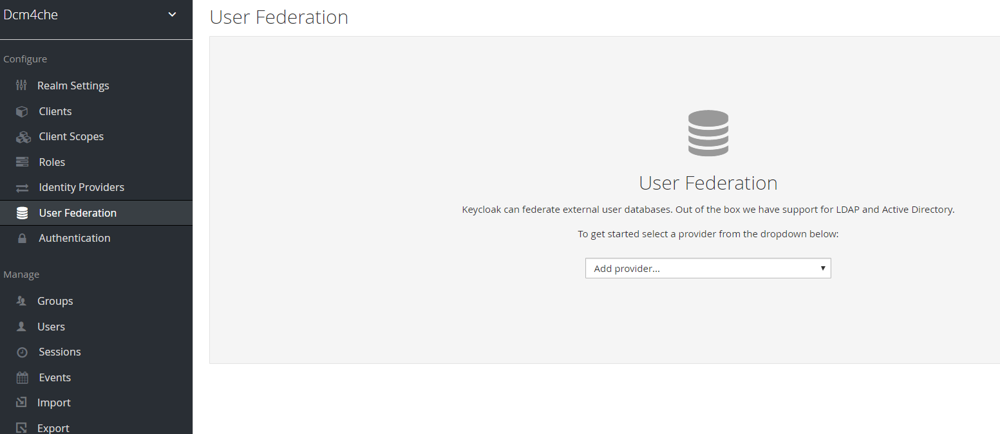 Dcm4che
Configure
Realm Settings
Clients
Client Scopes
Roles
Identity Providers
User Federation
Authentication
Manage
Groups
Users
Sessions
Events
Import
Export
User Federation
User Federation
Keycloak can federate external user databases. Out of the box we have support for LDAP and Active Directory.
To get started select a provider from the dropdown below:
Add provider...